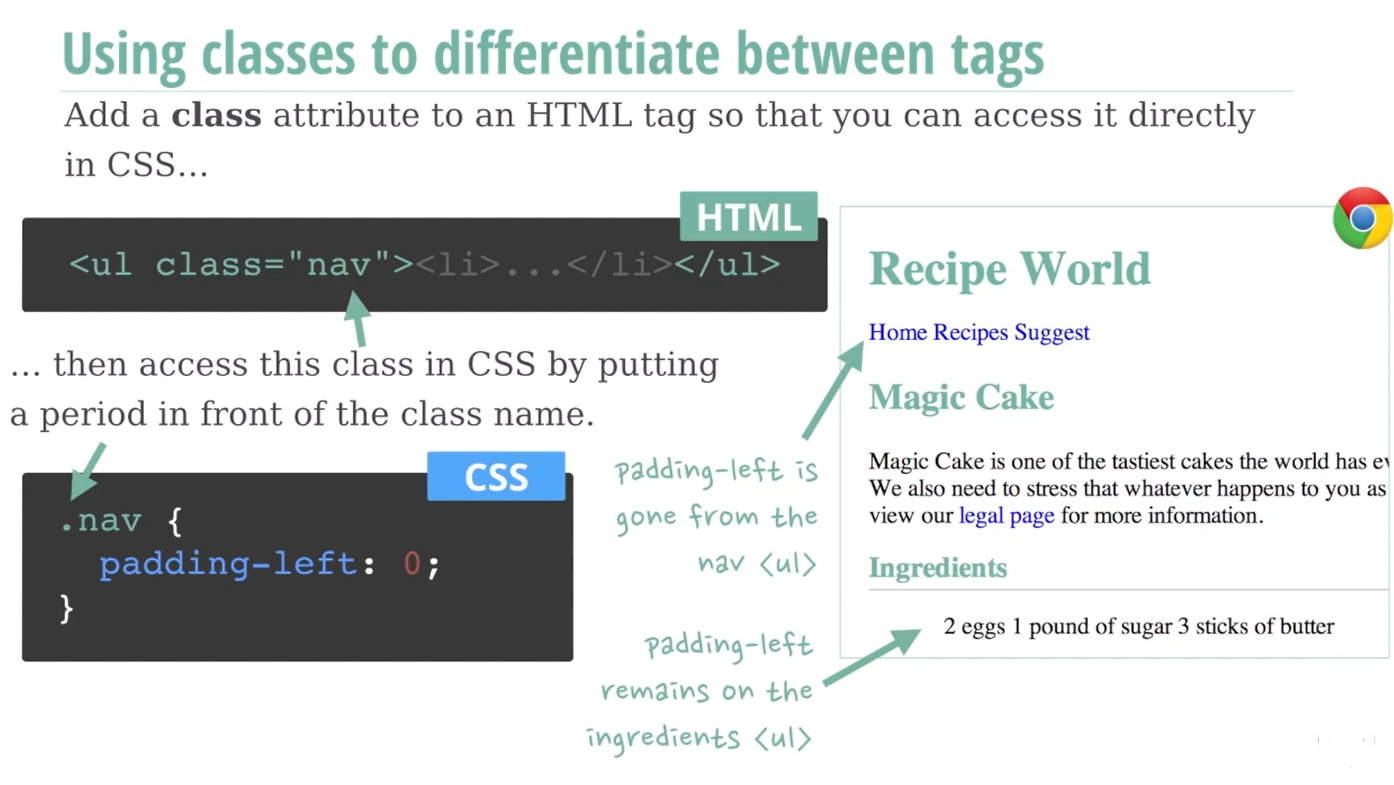 Using classes to differentiate between tags
Add a class attribute to an HTML tag so that you can access it directly
in CSS...
HTML
<ul class="nav"><li>...</li></ul>
... then access this class in CSS by putting
a period in front of the class name.
CSS
.nav {
padding-left: 0;
}
padding-left is
gone from the
nav <ul>
padding-left
remains on the
ingredients <ul>
Recipe World
Home Recipes Suggest
Magic Cake
Magic Cake is one of the tastiest cakes the world has ev
We also need to stress that whatever happens to you as
view our legal page for more information.
Ingredients
2 eggs 1 pound of sugar 3 sticks of butter